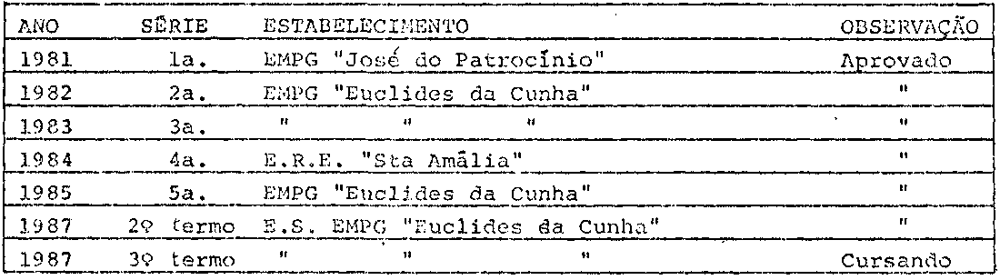 ANO SÊRIE ESTABELECIMENTO OBSERVAÇÃO
1981 1a. EMPG "José do Patrocínio" Aprovado
1982 2a. EMPG "Euclides da Cunha" "
1983 3a. " " " "
1984 4a. E.R.E. "Sta Amãlia" "
1985 5a. EMPG "Euclides da Cunha" "
1987 2º termo E.S. EMPG "Euclides da Cunha" "
1987 3º termo " " " Cursando